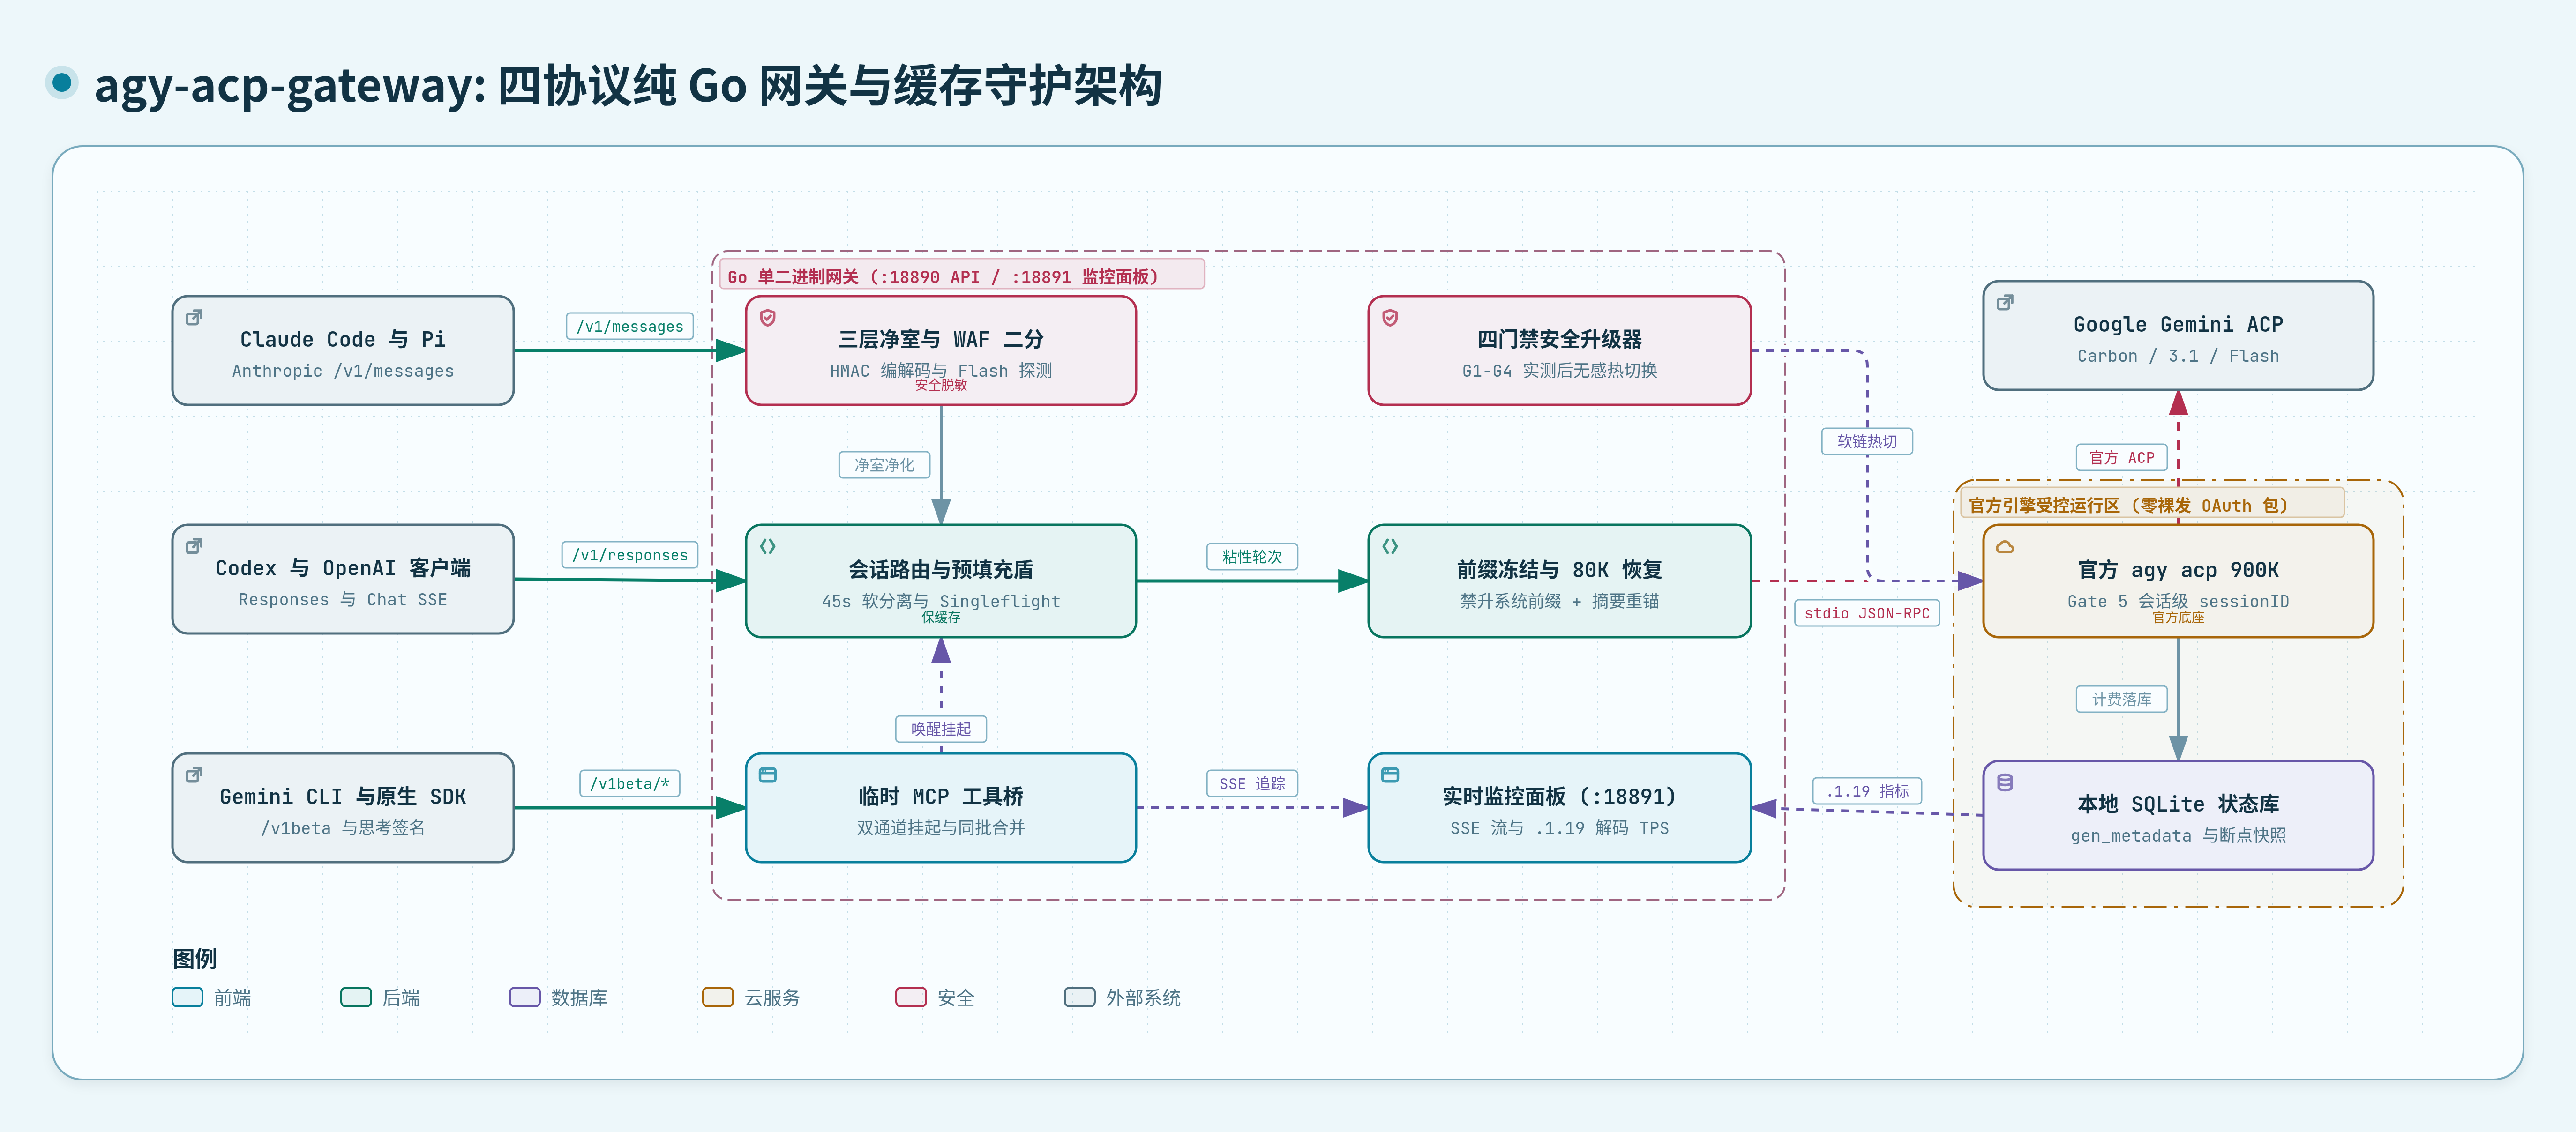 agy-acp-gateway: 四协议纯 Go 网关与缓存守护架构
Go 单二进制网关 (:18890 API / :18891 监控面板)
Claude Code 与 Pi
Anthropic /v1/messages
/v1/messages
三层净室与 WAF 二分
HMAC 编解码与 Flash 探测
安全脱敏
四门禁安全升级器
G1-G4 实测后无感热切换
Google Gemini ACP
Carbon / 3.1 / Flash
净室净化
软链热切
官方 ACP
官方引擎受控运行区 (零裸发 OAuth 包)
Codex 与 OpenAI 客户端
Responses 与 Chat SSE
/v1/responses
会话路由与预填充盾
45s 软分离与 Singleflight
保缓存
粘性轮次
前缀冻结与 80K 恢复
禁升系统前缀 + 摘要重锚
stdio JSON-RPC
官方 agy acp 900K
Gate 5 会话级 sessionID
官方底座
唤醒挂起
计费落库
Gemini CLI 与原生 SDK
/v1beta 与思考签名
/v1beta/*
临时 MCP 工具桥
双通道挂起与同批合并
SSE 追踪
实时监控面板 (:18891)
SSE 流与 .1.19 解码 TPS
.1.19 指标
本地 SQLite 状态库
gen_metadata 与断点快照
图例
前端
后端
数据库
云服务
安全
外部系统